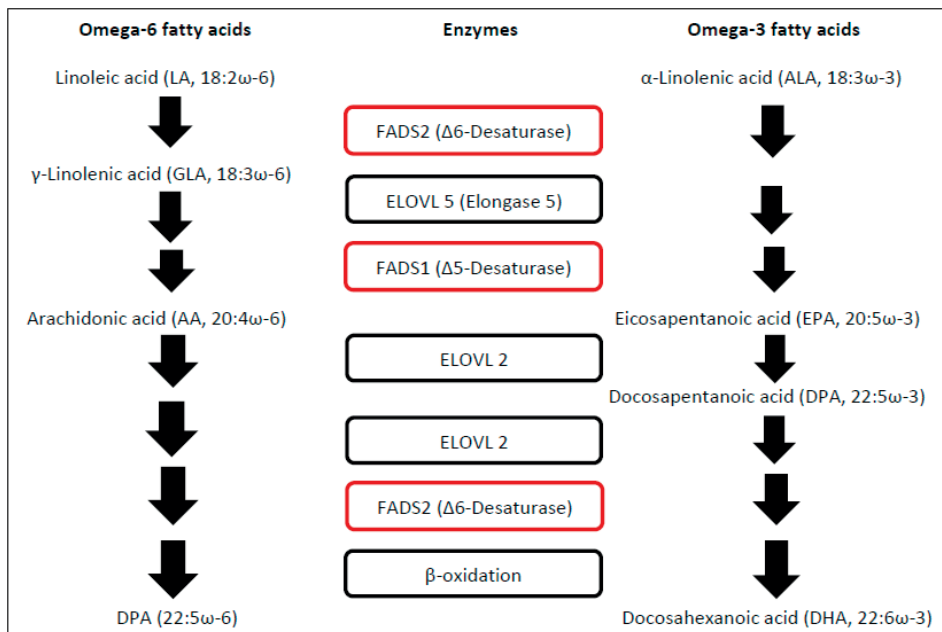 Omega-6 fatty acids Enzymes Omega-3 fatty acids
Linoleic acid (LA, 18:2ω-6) α-Linolenic acid (ALA, 18:3ω-3)
FADS2 (Δ6-Desaturase)
γ-Linolenic acid (GLA, 18:3ω-6)
ELOVL 5 (Elongase 5)
FADS1 (Δ5-Desaturase)
Arachidonic acid (AA, 20:4ω-6) Eicosapentanoic acid (EPA, 20:5ω-3)
ELOVL 2
Docosapentanoic acid (DPA, 22:5ω-3)
ELOVL 2
FADS2 (Δ6-Desaturase)
β-oxidation
DPA (22:5ω-6) Docosahexanoic acid (DHA, 22:6ω-3)